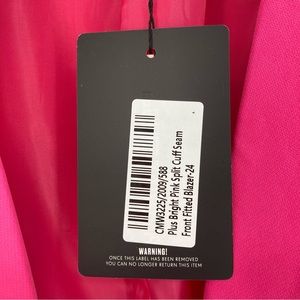 CMW3225/2009/588
Plus Bright Pink Split Cuff Seam
Front Fitted Blazer-24
WARNING!
ONCE THIS LABEL HAS BEEN REMOVED
YOU CAN NO LONGER RETURN THIS ITEM